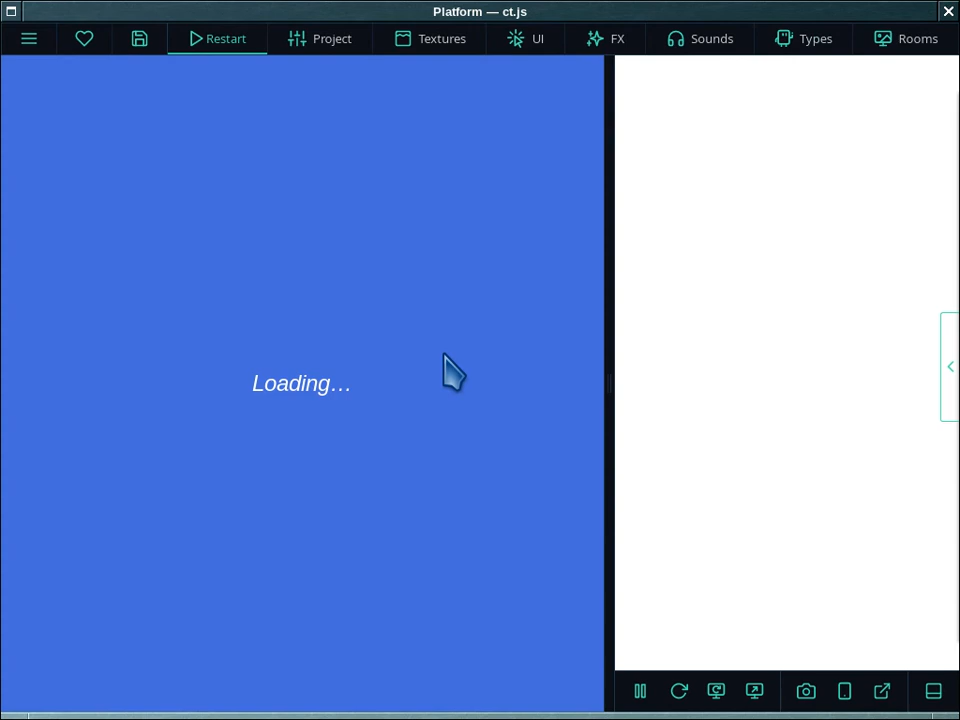 Platform — ct.js
Restart Project Textures UI FX Sounds Types Rooms
Loading...